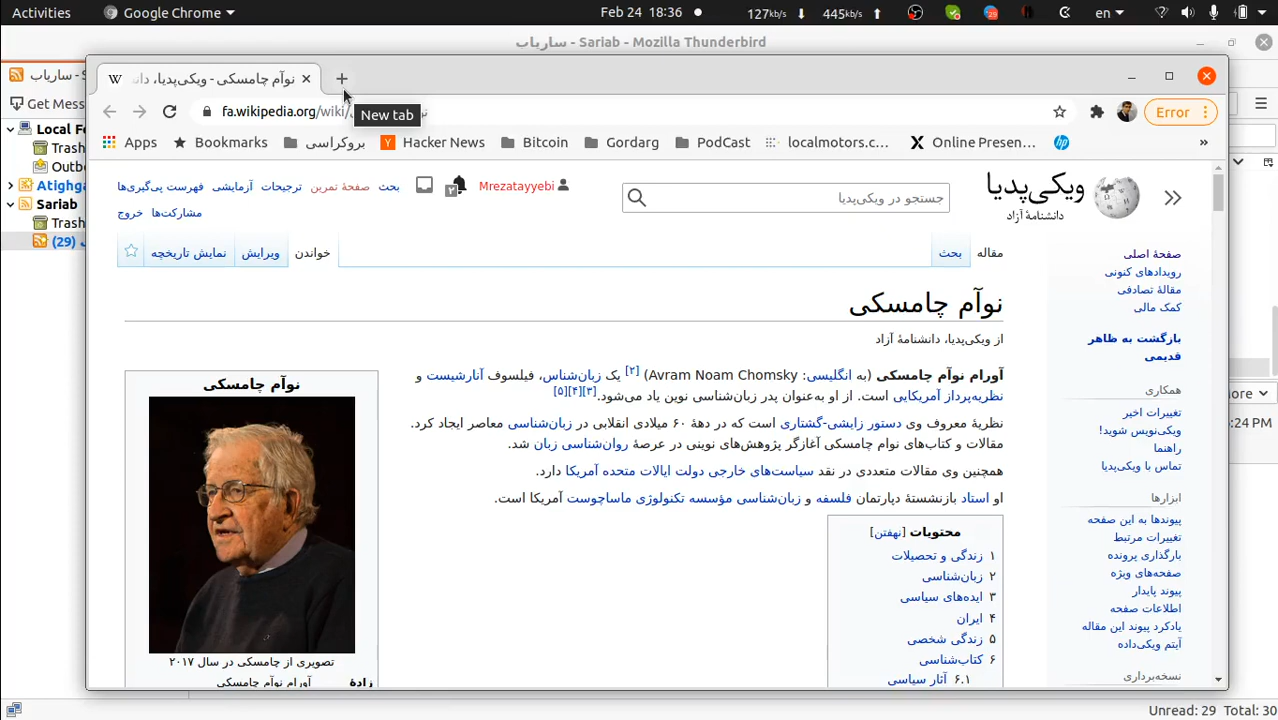 Activities
Google Chrome
Feb 24 18:36
127kb
445kb
en
سارياب - Sariab - Mozilla Thunderbird
سارياب - S
نوآم چامسکی - ویکی‌پدیا، دان
New tab
fa.wikipedia.org/wiki/
Error
Apps
Bookmarks
بروکراسی
Hacker News
Bitcoin
Gordarg
PodCast
localmotors.c...
Online Presen...
»
Get Mess
Local Fo
Trash
Outbo
Atighga
Sariab
Trash
(29)
ore
:24 PM
ویکی‌پدیا
دانشنامهٔ آزاد
جستجو در ویکی‌پدیا
Mrezatayyebi
۲
بحث
صفحهٔ تمرین
ترجیحات
آزمایشی
فهرست پی‌گیری‌ها
مشارکت‌ها
خروج
مقاله
بحث
خواندن
ویرایش
نمایش تاریخچه
صفحهٔ اصلی
رویدادهای کنونی
مقالهٔ تصادفی
کمک مالی
بازگشت به ظاهر
قدیمی
همکاری
تغییرات اخیر
ویکی‌نویس شوید!
راهنما
تماس با ویکی‌پدیا
ابزارها
پیوندها به این صفحه
تغییرات مرتبط
بارگذاری پرونده
صفحه‌های ویژه
پیوند پایدار
اطلاعات صفحه
یادکرد پیوند این مقاله
آیتم ویکی‌داده
نسخه‌برداری
نوآم چامسکی
از ویکی‌پدیا، دانشنامهٔ آزاد
آورام نوآم چامسکی (به انگلیسی: Avram Noam Chomsky) [۲] یک زبان‌شناس، فیلسوف آنارشیست و
نظریه‌پرداز آمریکایی است. از او به‌عنوان پدر زبان‌شناسی نوین یاد می‌شود.[۳][۴][۵]
نظریهٔ معروف وی دستور زایشی-گشتاری است که در دههٔ ۶۰ میلادی انقلابی در زبان‌شناسی معاصر ایجاد کرد.
مقالات و کتاب‌های نوام چامسکی آغازگر پژوهش‌های نوینی در عرصهٔ روان‌شناسی زبان شد.
همچنین وی مقالات متعددی در نقد سیاست‌های خارجی دولت ایالات متحده آمریکا دارد.
او استاد بازنشستهٔ دپارتمان فلسفه و زبان‌شناسی مؤسسه تکنولوژی ماساچوست آمریکا است.
محتویات [نهفتن]
۱ زندگی و تحصیلات
۲ زبان‌شناسی
۳ ایده‌های سیاسی
۴ ایران
۵ زندگی شخصی
۶ کتاب‌شناسی
۶.۱ آثار سیاسی
نوآم چامسکی
تصویری از چامسکی در سال ۲۰۱۷
زادهٔ
آورام نوآم چامسکی
Unread: 29
Total: 30